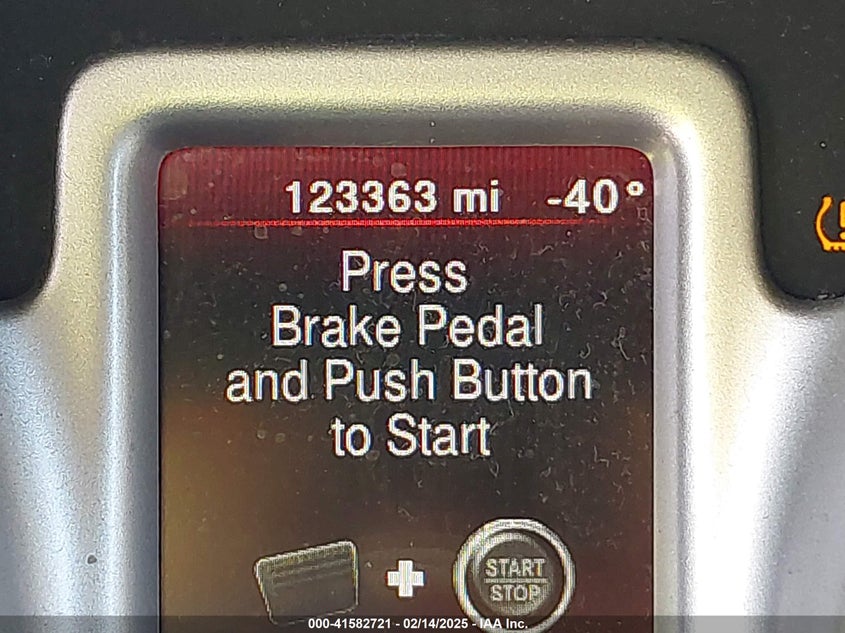 123363 mi -40°
Press
Brake Pedal
and Push Button
to Start
+
START
STOP
000-41582721 - 02/14/2025 - IAA Inc.